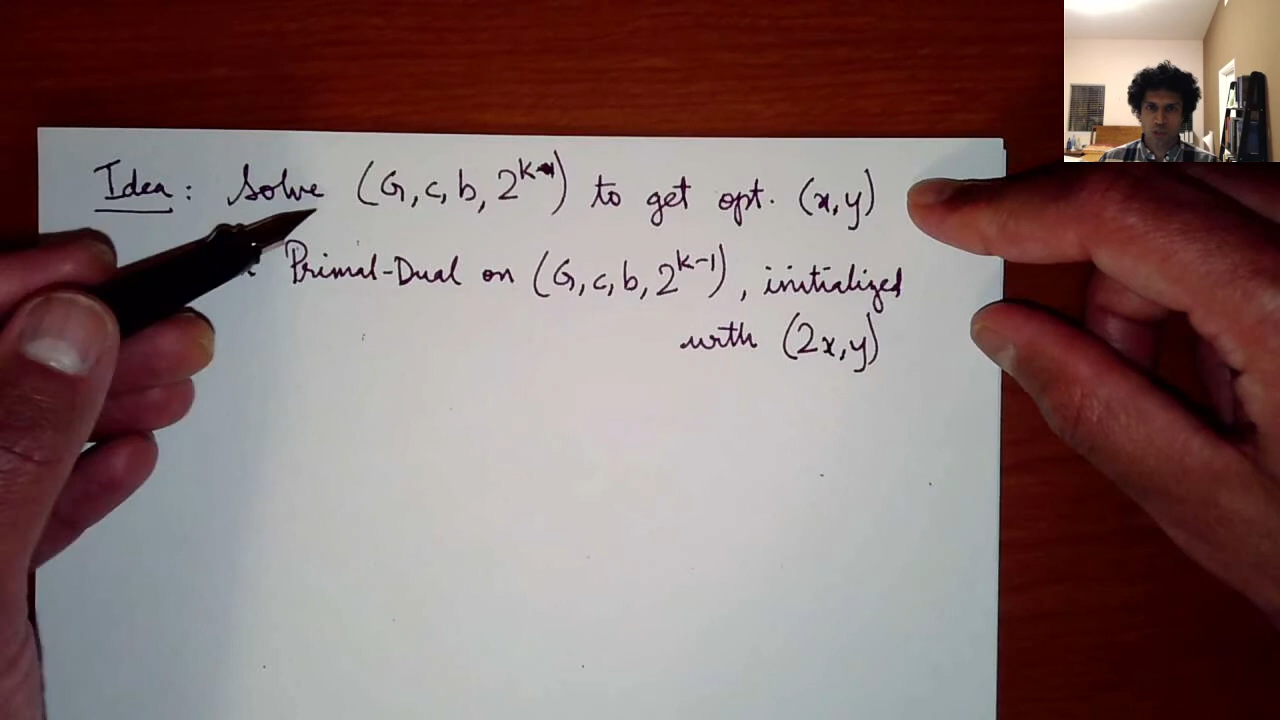 Idea: Solve (G, c, b, 2^k) to get opt. (x, y)
Primal-Dual on (G, c, b, 2^{k-1}), initialized
with (2x, y)